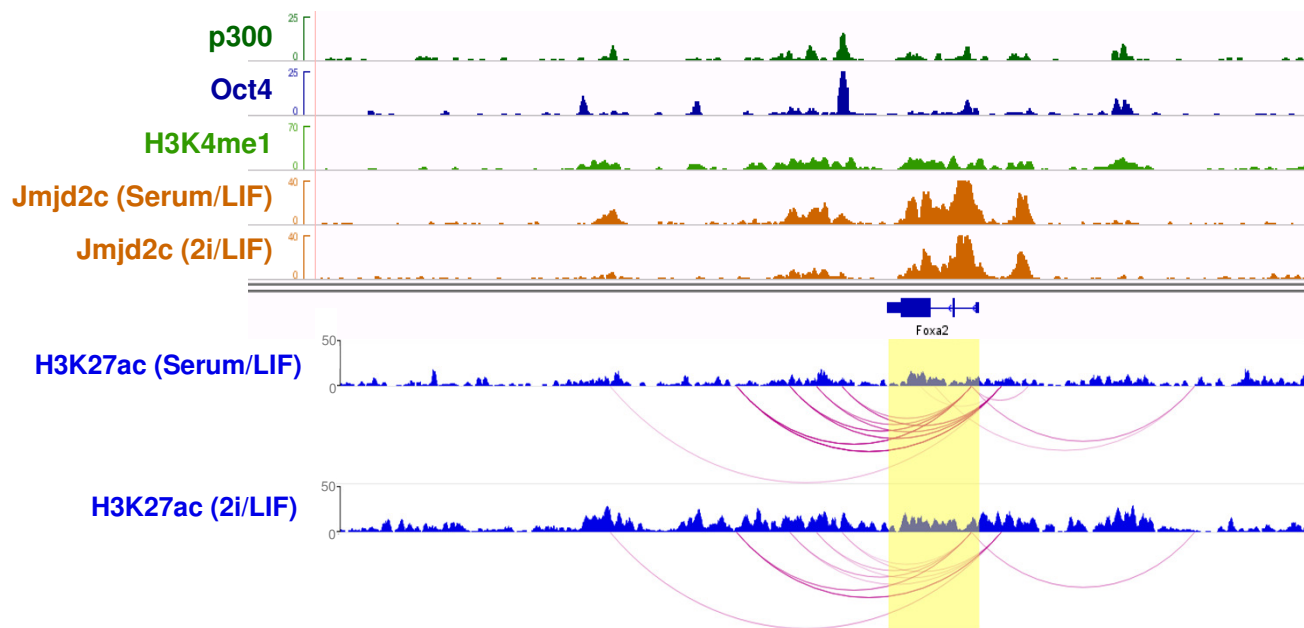 p300
25
0
Oct4
25
0
H3K4me1
70
0
Jmjd2c (Serum/LIF)
40
0
Jmjd2c (2i/LIF)
40
0
Foxa2
H3K27ac (Serum/LIF)
50
0
H3K27ac (2i/LIF)
50
0